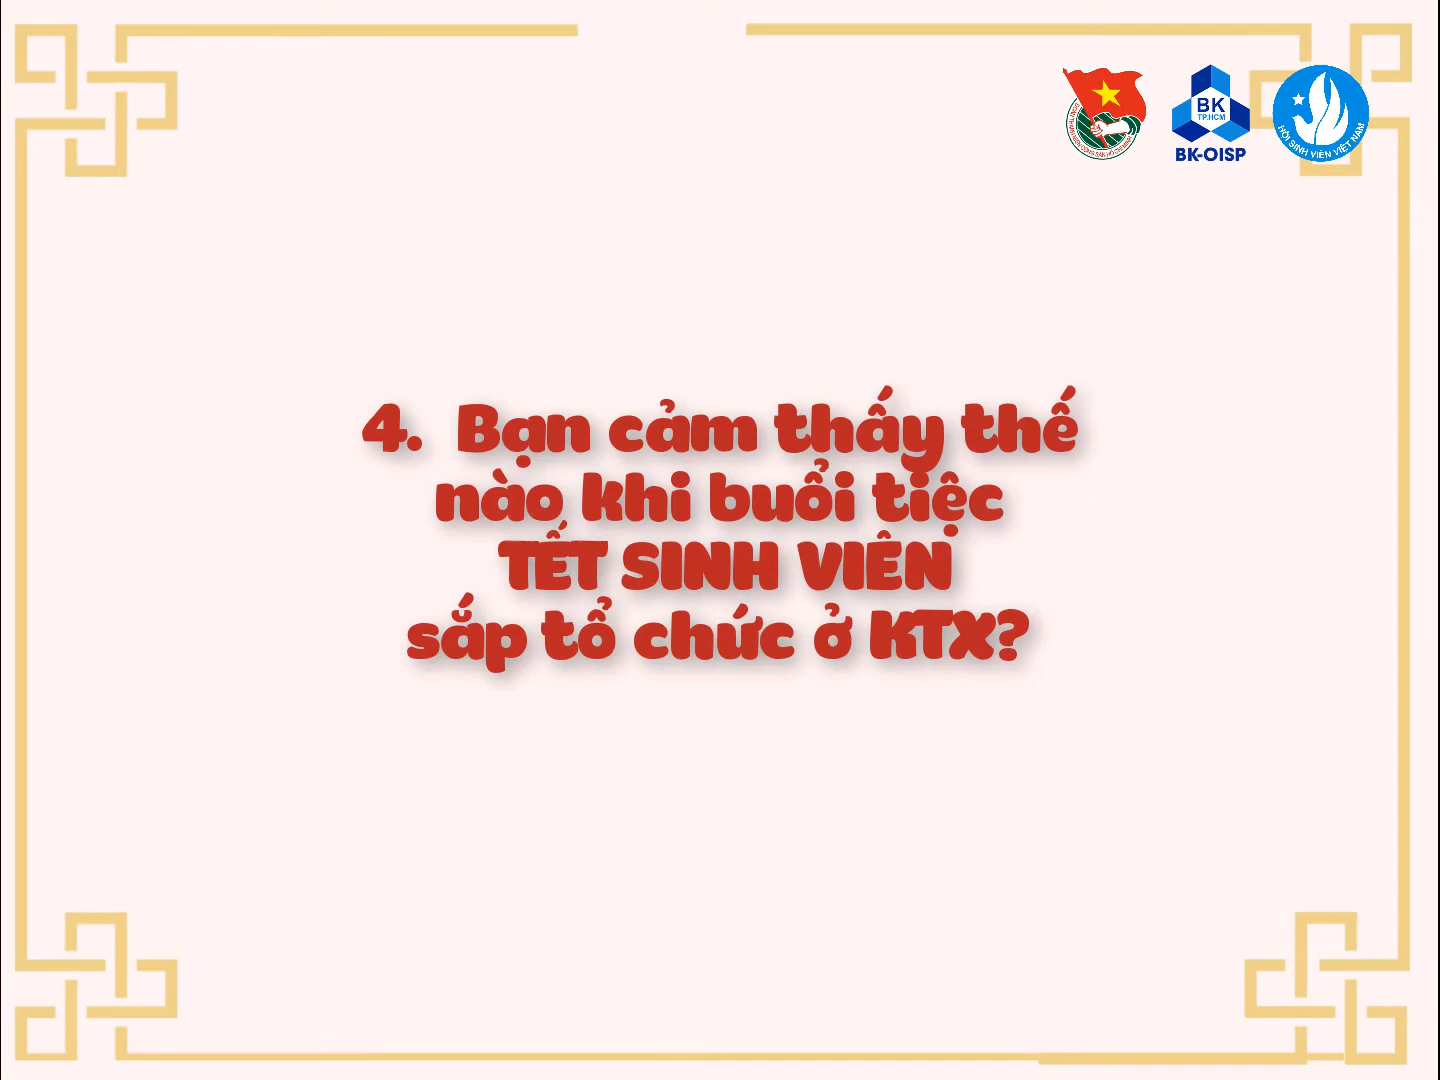 BK
TP.HCM
BK-OISP
HỘI SINH VIÊN VIỆT NAM
4. Bạn cảm thấy thế
nào khi buổi tiệc
TẾT SINH VIÊN
sắp tổ chức ở KTX?